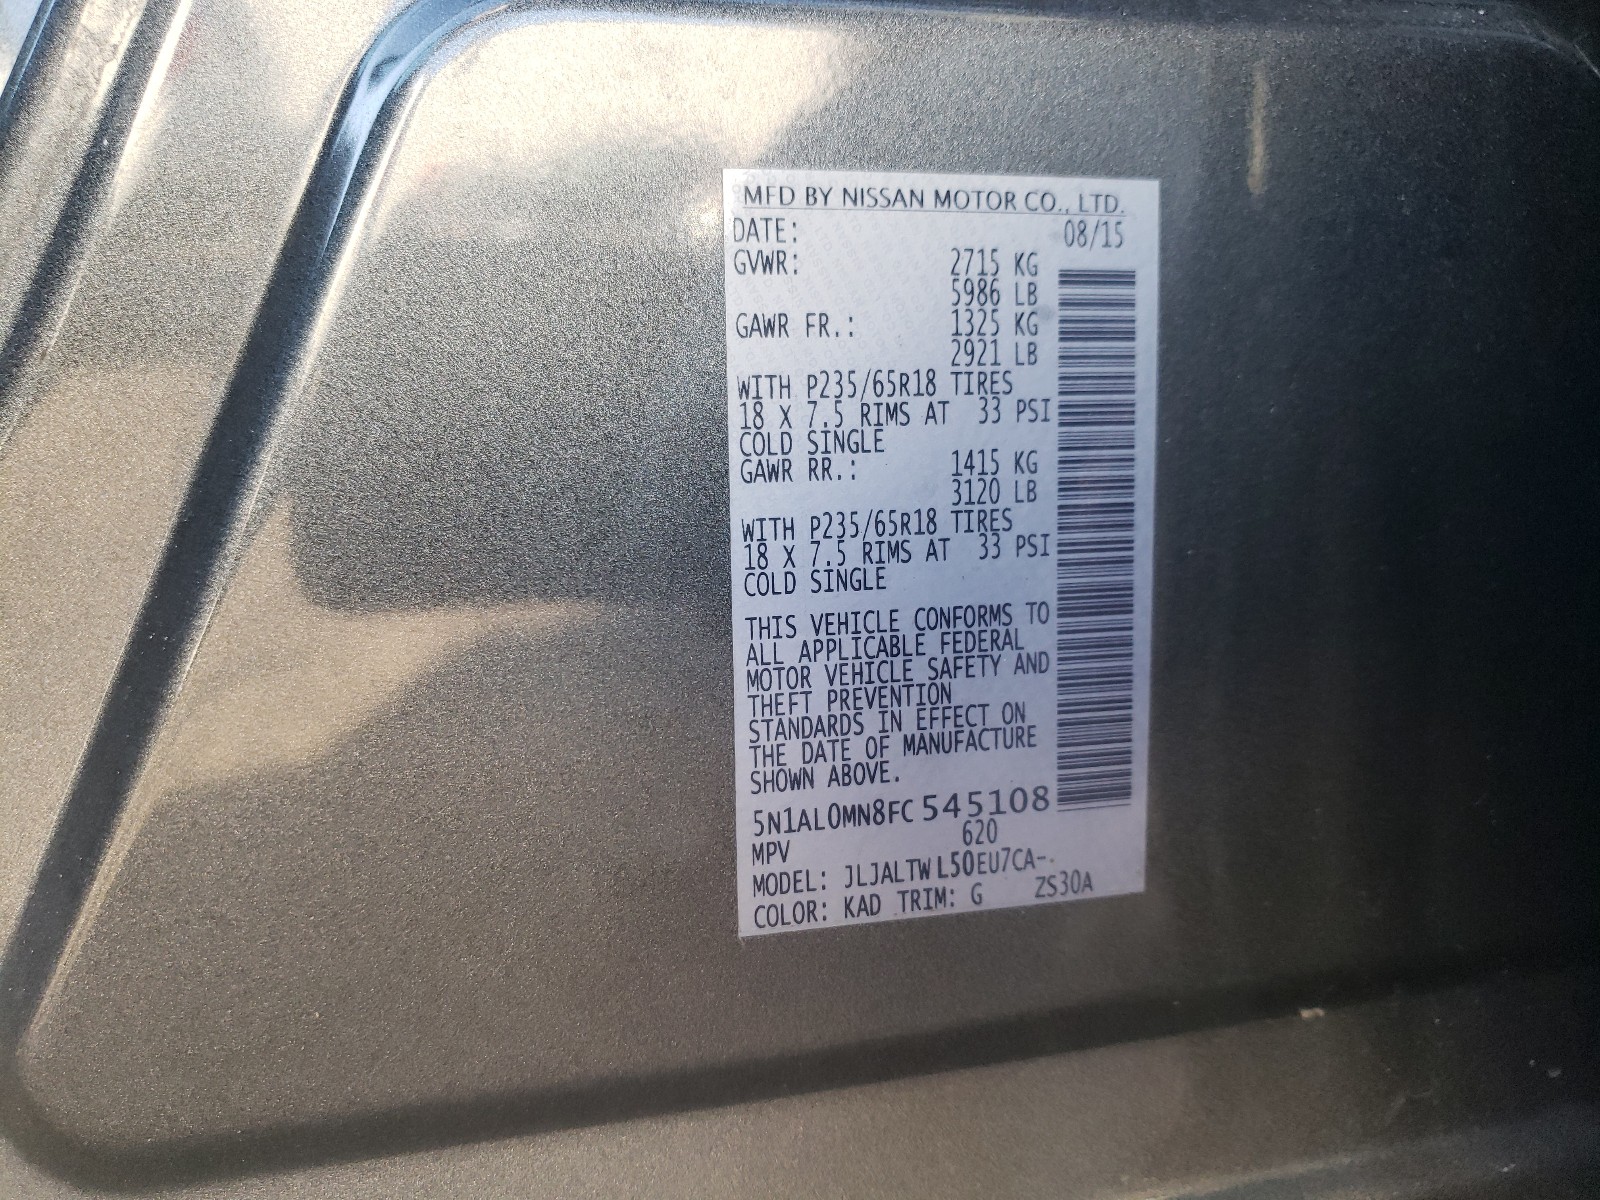 MFD BY NISSAN MOTOR CO., LTD.
DATE: 08/15
GVWR: 2715 KG
5986 LB
GAWR FR.: 1325 KG
2921 LB
WITH P235/65R18 TIRES
18 X 7.5 RIMS AT 33 PSI
COLD SINGLE
GAWR RR.: 1415 KG
3120 LB
WITH P235/65R18 TIRES
18 X 7.5 RIMS AT 33 PSI
COLD SINGLE
THIS VEHICLE CONFORMS TO
ALL APPLICABLE FEDERAL
MOTOR VEHICLE SAFETY AND
THEFT PREVENTION
STANDARDS IN EFFECT ON
THE DATE OF MANUFACTURE
SHOWN ABOVE.
5N1AL0MN8FC545108
MPV 620
MODEL: JLJALTWL50EU7CA-.
COLOR: KAD TRIM: G ZS30A